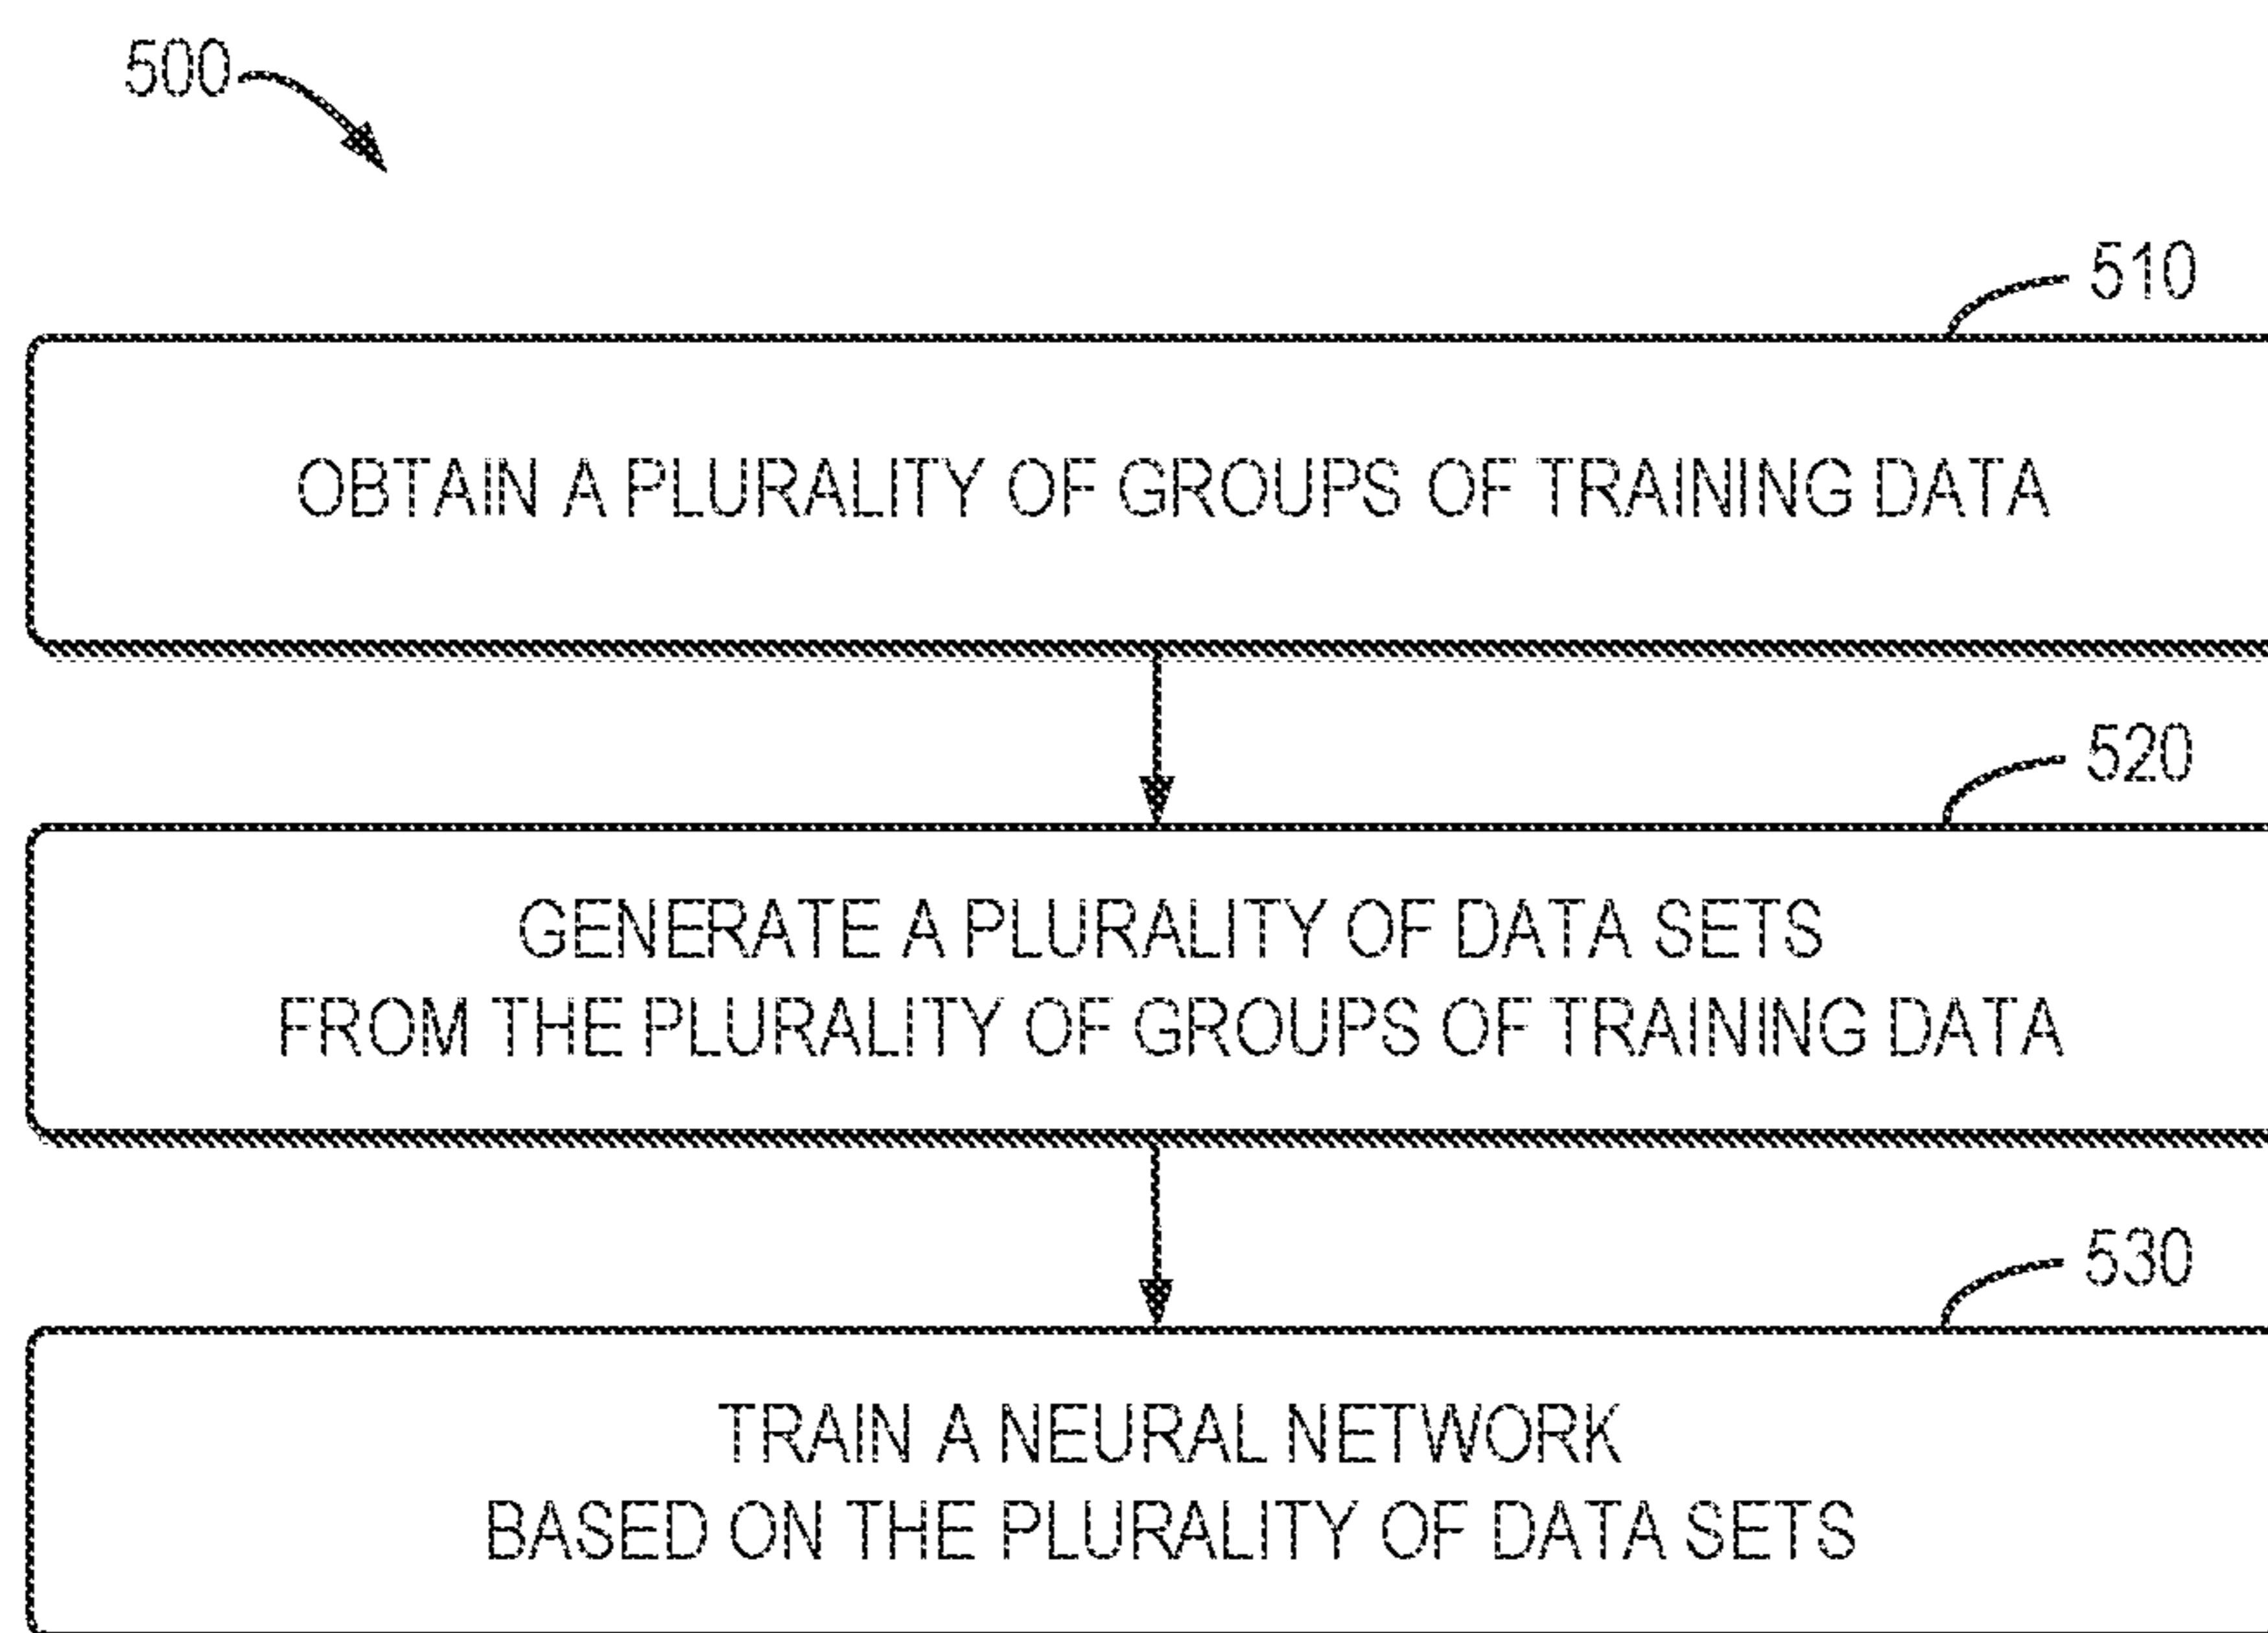 500
510
OBTAIN A PLURALITY OF GROUPS OF TRAINING DATA
520
GENERATE A PLURALITY OF DATA SETS
FROM THE PLURALITY OF GROUPS OF TRAINING DATA
530
TRAIN A NEURAL NETWORK
BASED ON THE PLURALITY OF DATA SETS